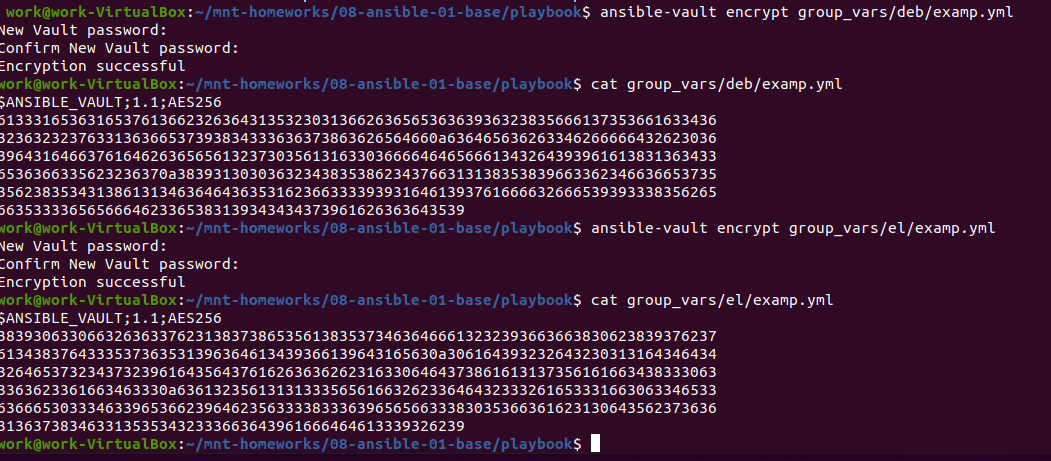 work@work-VirtualBox:~/mnt-homeworks/08-ansible-01-base/playbook$ ansible-vault encrypt group_vars/deb/examp.yml
New Vault password:
Confirm New Vault password:
Encryption successful
work@work-VirtualBox:~/mnt-homeworks/08-ansible-01-base/playbook$ cat group_vars/deb/examp.yml
$ANSIBLE_VAULT;1.1;AES256
61333165363165376136623263643135323031366263656536363936323835666137353661633436
3236323237633136366537393834333636373863626564660a636465636263346266666432623036
39643164663761646263656561323730356131633036666464656661343264393961613831363433
6536366335623236370a383931303036323438353862343766313138353839663362346636653735
35623835343138613134636464363531623663333939316461393761666632666539393338356265
6635333365656664623365383139343434373961626363643539
work@work-VirtualBox:~/mnt-homeworks/08-ansible-01-base/playbook$ ansible-vault encrypt group_vars/el/examp.yml
New Vault password:
Confirm New Vault password:
Encryption successful
work@work-VirtualBox:~/mnt-homeworks/08-ansible-01-base/playbook$ cat group_vars/el/examp.yml
$ANSIBLE_VAULT;1.1;AES256
38393063306632636337623138373865356138353734636466613232393663663830623839376237
6134383764333537363531396364613439366139643165630a306164393232643230313164346434
32646537323437323961643564376162636362623163306464373861613137356161663438333063
3363623361663463330a636132356131313335656166326233646432333261653331663063346533
63666530333463396536623964623563333833363965656633383035366361623130643562373636
3136373834633135353432333663643961666464613339326239
work@work-VirtualBox:~/mnt-homeworks/08-ansible-01-base/playbook$